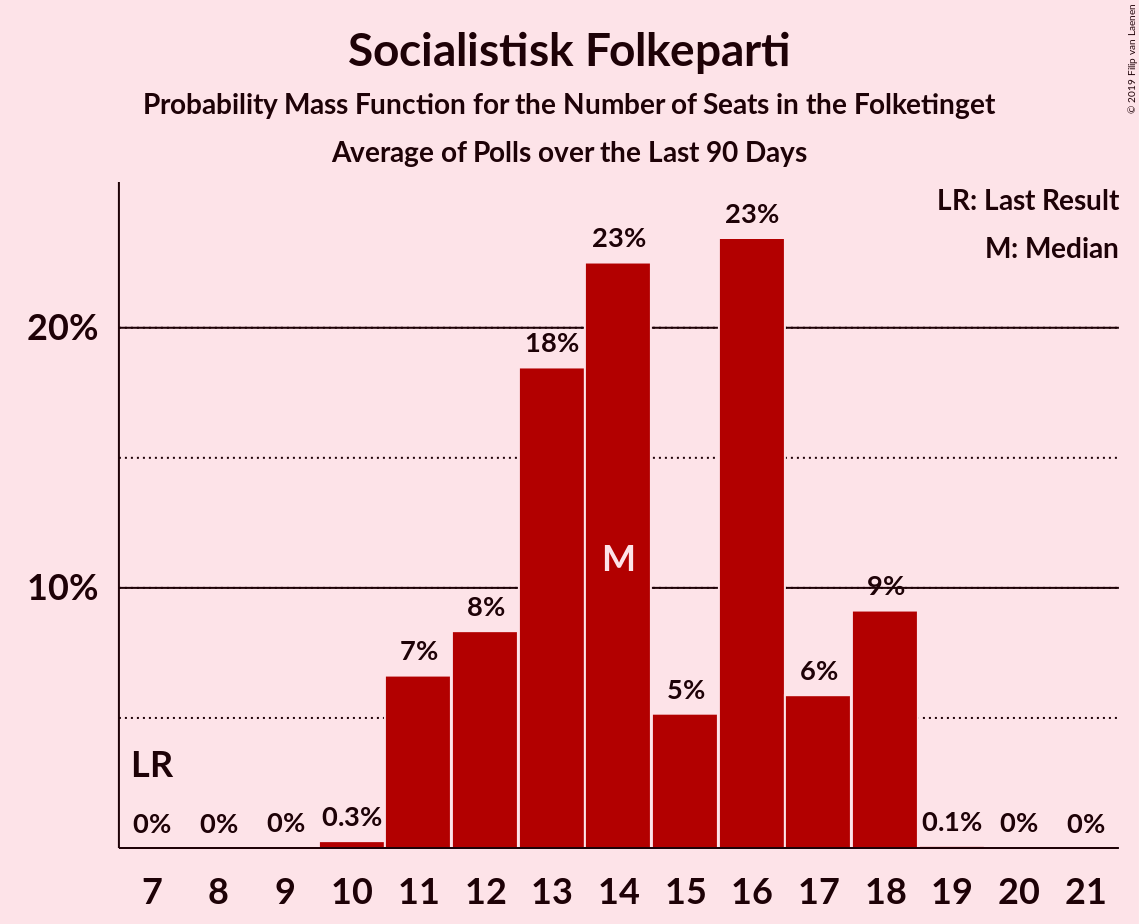 Socialistisk Folkeparti
Probability Mass Function for the Number of Seats in the Folketinget
Average of Polls over the Last 90 Days
© 2019 Filip van Laenen
LR: Last Result
M: Median
20%
10%
LR
M
0% 0% 0% 0.3% 7% 8% 18% 23% 5% 23% 6% 9% 0.1% 0% 0%
7 8 9 10 11 12 13 14 15 16 17 18 19 20 21